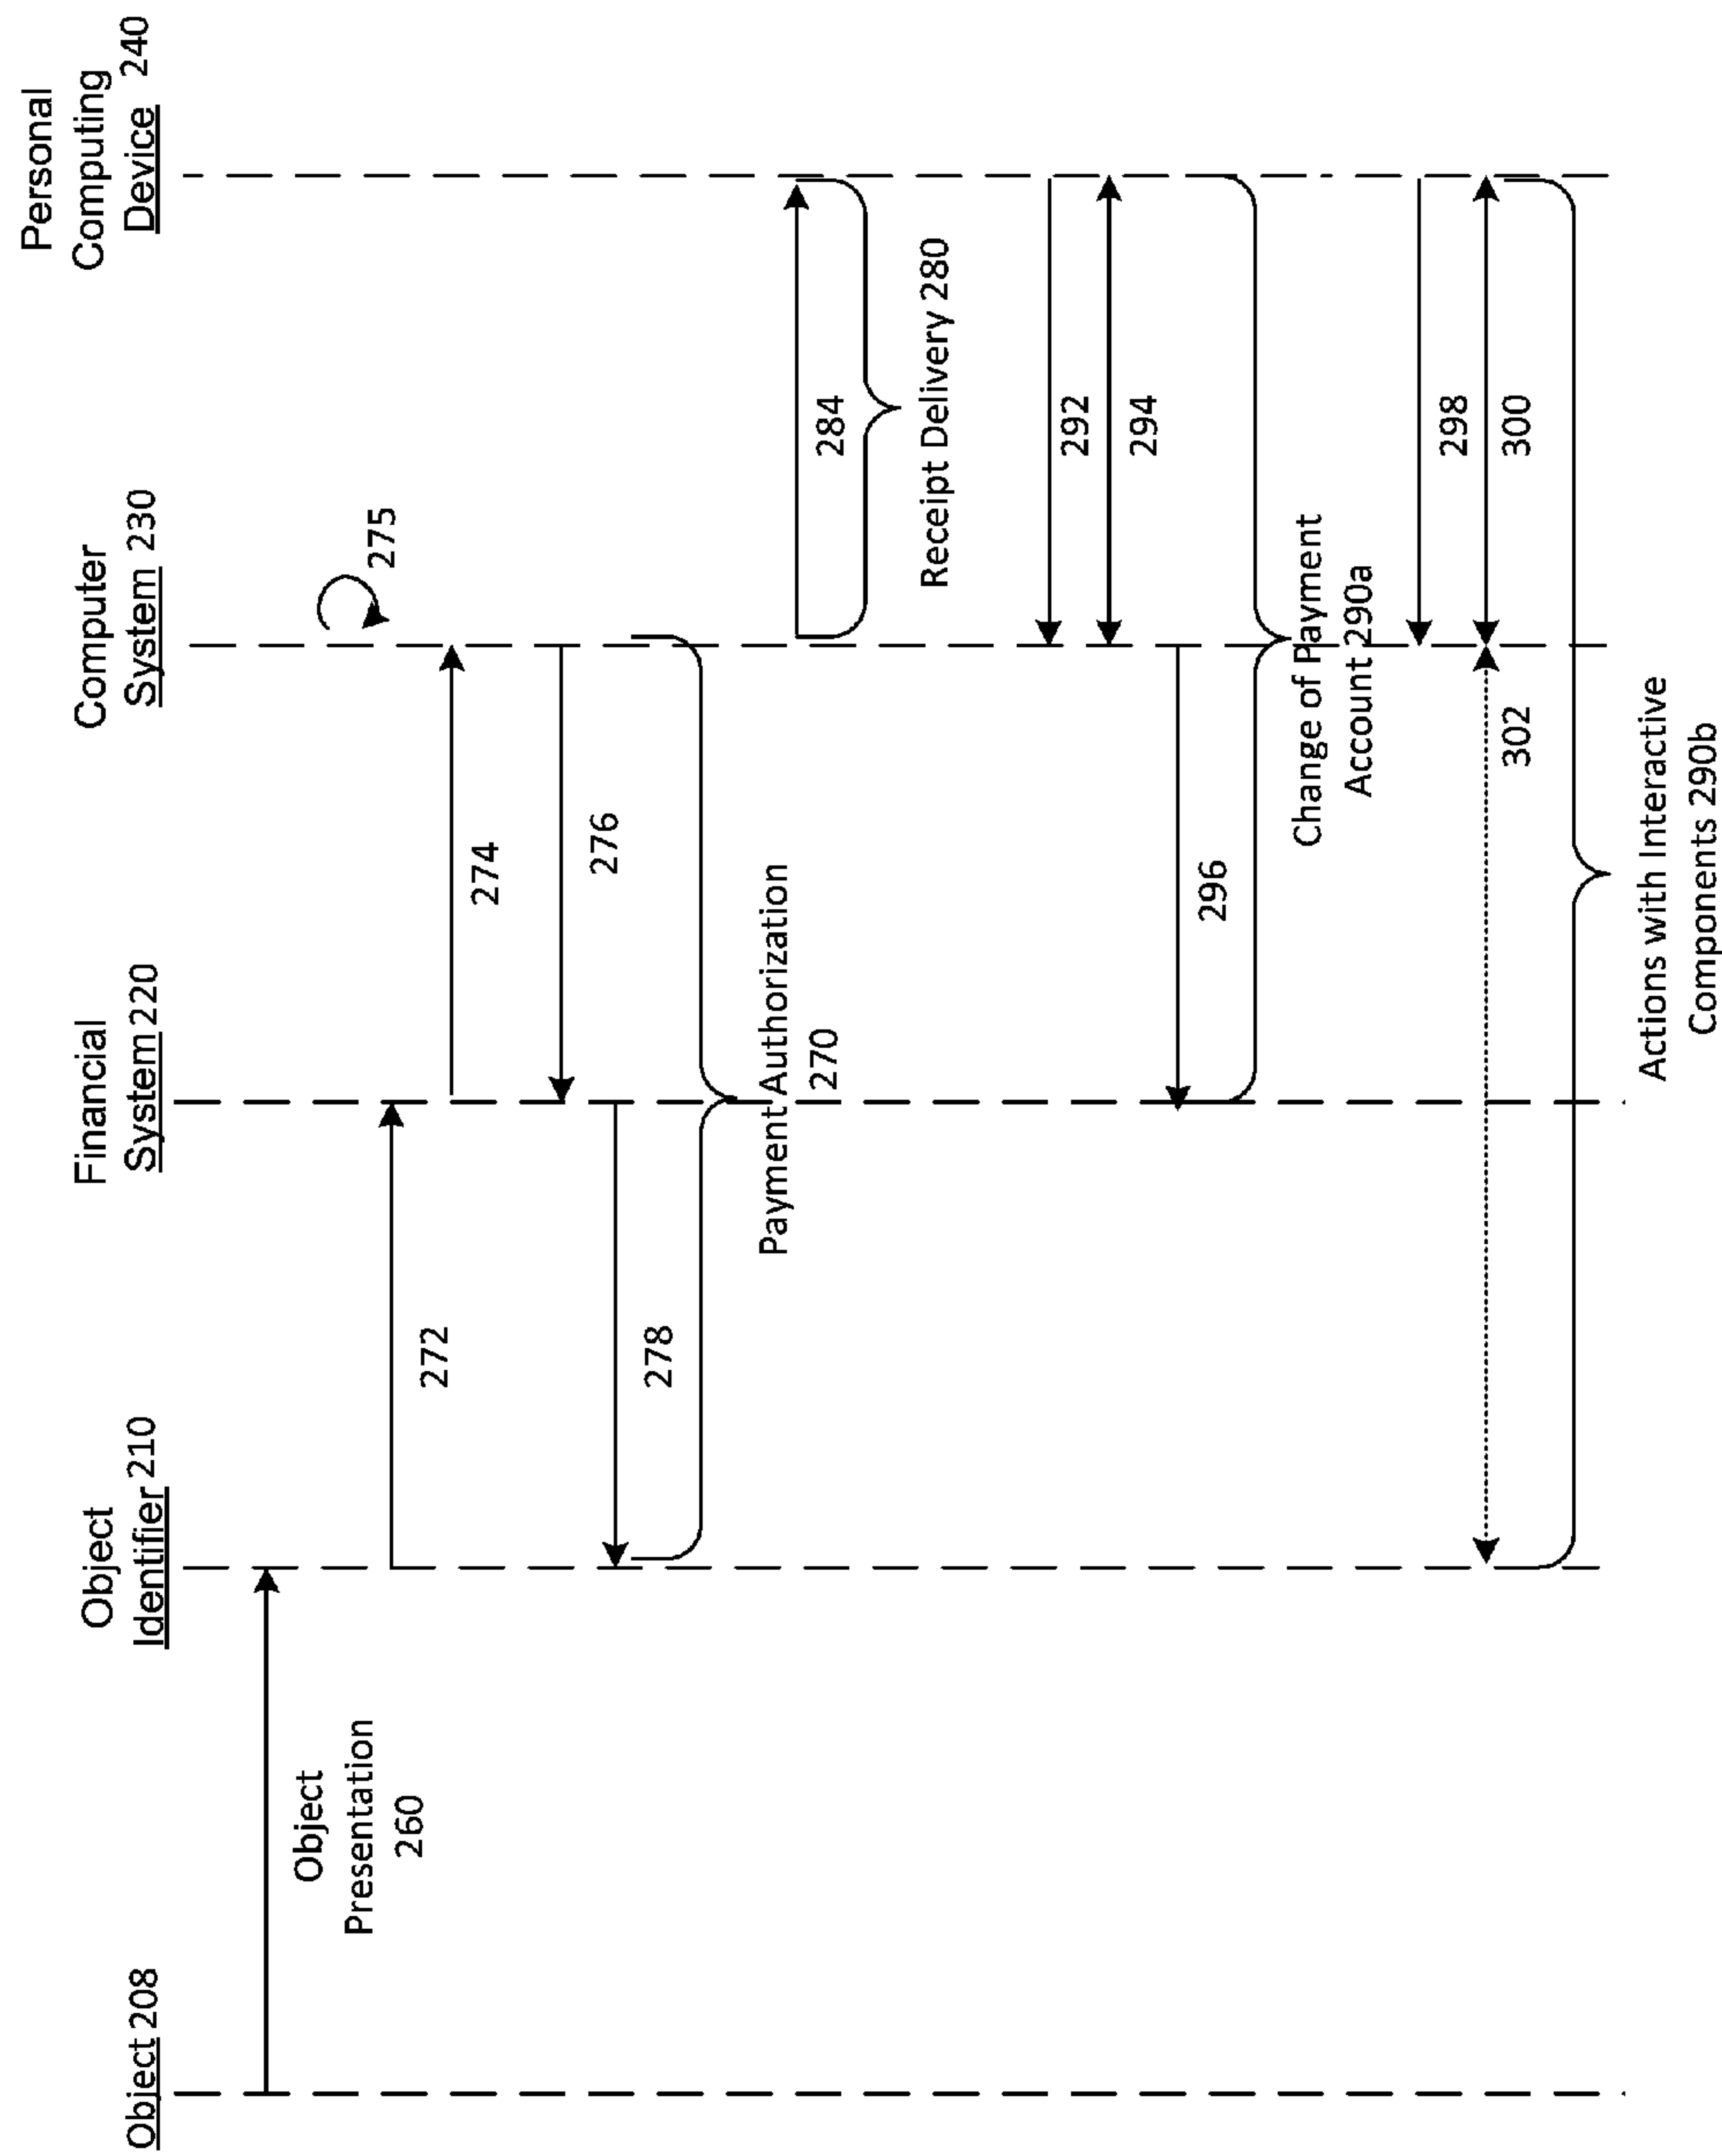 Object 208
Object
Identifier 210
Financial
System 220
Computer
System 230
Personal
Computing
Device 240
Object
Presentation
260
272
274
275
276
278
Payment Authorization
270
284
Receipt Delivery 280
292
294
296
Change of Payment
Account 290a
298
300
302
Actions with Interactive
Components 290b